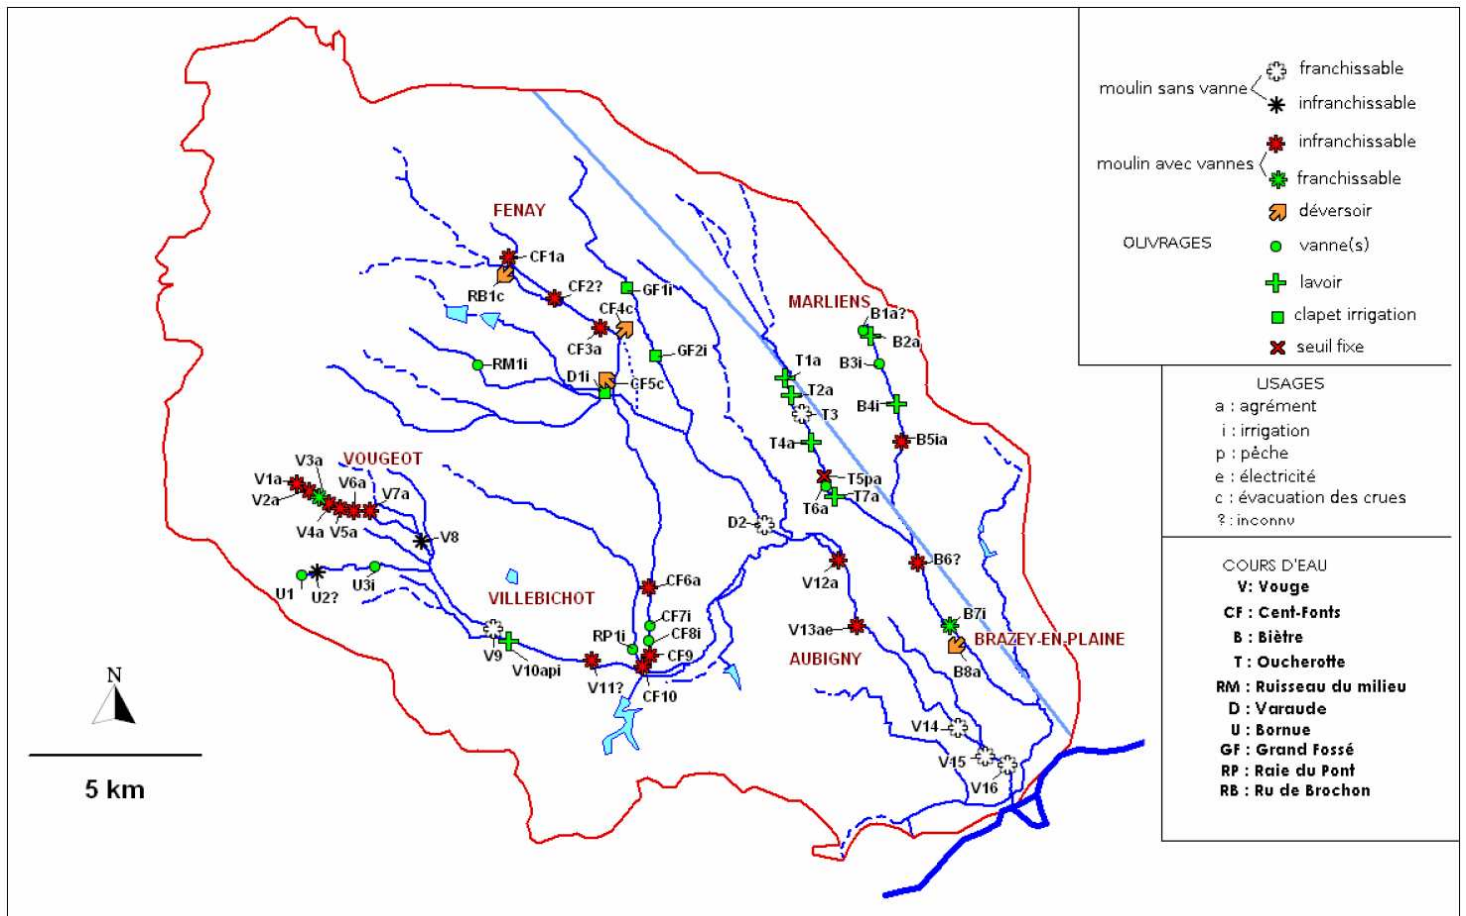 franchissable
moulin sans vanne
infranchissable
infranchissable
moulin avec vannes
franchissable
déversoir
OUVRAGES
vanne(s)
lavoir
clapet irrigation
seuil fixe
USAGES
a : agrément
i : irrigation
p : pêche
e : électricité
c : évacuation des crues
? : inconnu
COURS D'EAU
V: Vouge
CF : Cent-Fonts
B : Biètre
T : Oucherotte
RM : Ruisseau du milieu
D : Varaude
U : Bornue
GF : Grand Fossé
RP : Raie du Pont
RB : Ru de Brochon
FENAY
CF1a
RB1c
CF2?
GF1i
CF4c
MARLIENS
B1a?
B2a
CF3a
GF2i
RM1i
D1i
CF5c
T1a
B3i
T2a
T3
B4i
T4a
B5ia
VOUGEOT
V3a
V1a
V6a
V2a
V7a
V4a
V5a
T5pa
T7a
T6a
D2
V8
V12a
B6?
U1
U2?
U3i
VILLEBICHOT
CF6a
CF7i
CF8i
RP1i
CF9
CF10
V9
V10api
V11?
V13ae
AUBIGNY
B7i
BRAZEY-EN-PLAINE
B8a
V14
V15
V16
N
5 km